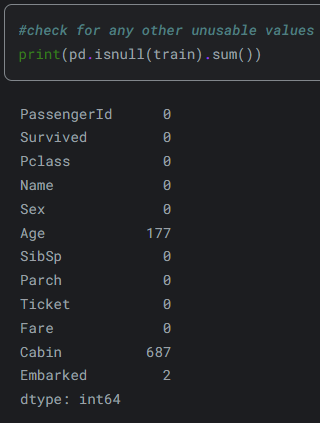 #check for any other unusable values
print(pd.isnull(train).sum())
PassengerId 0
Survived 0
Pclass 0
Name 0
Sex 0
Age 177
SibSp 0
Parch 0
Ticket 0
Fare 0
Cabin 687
Embarked 2
dtype: int64